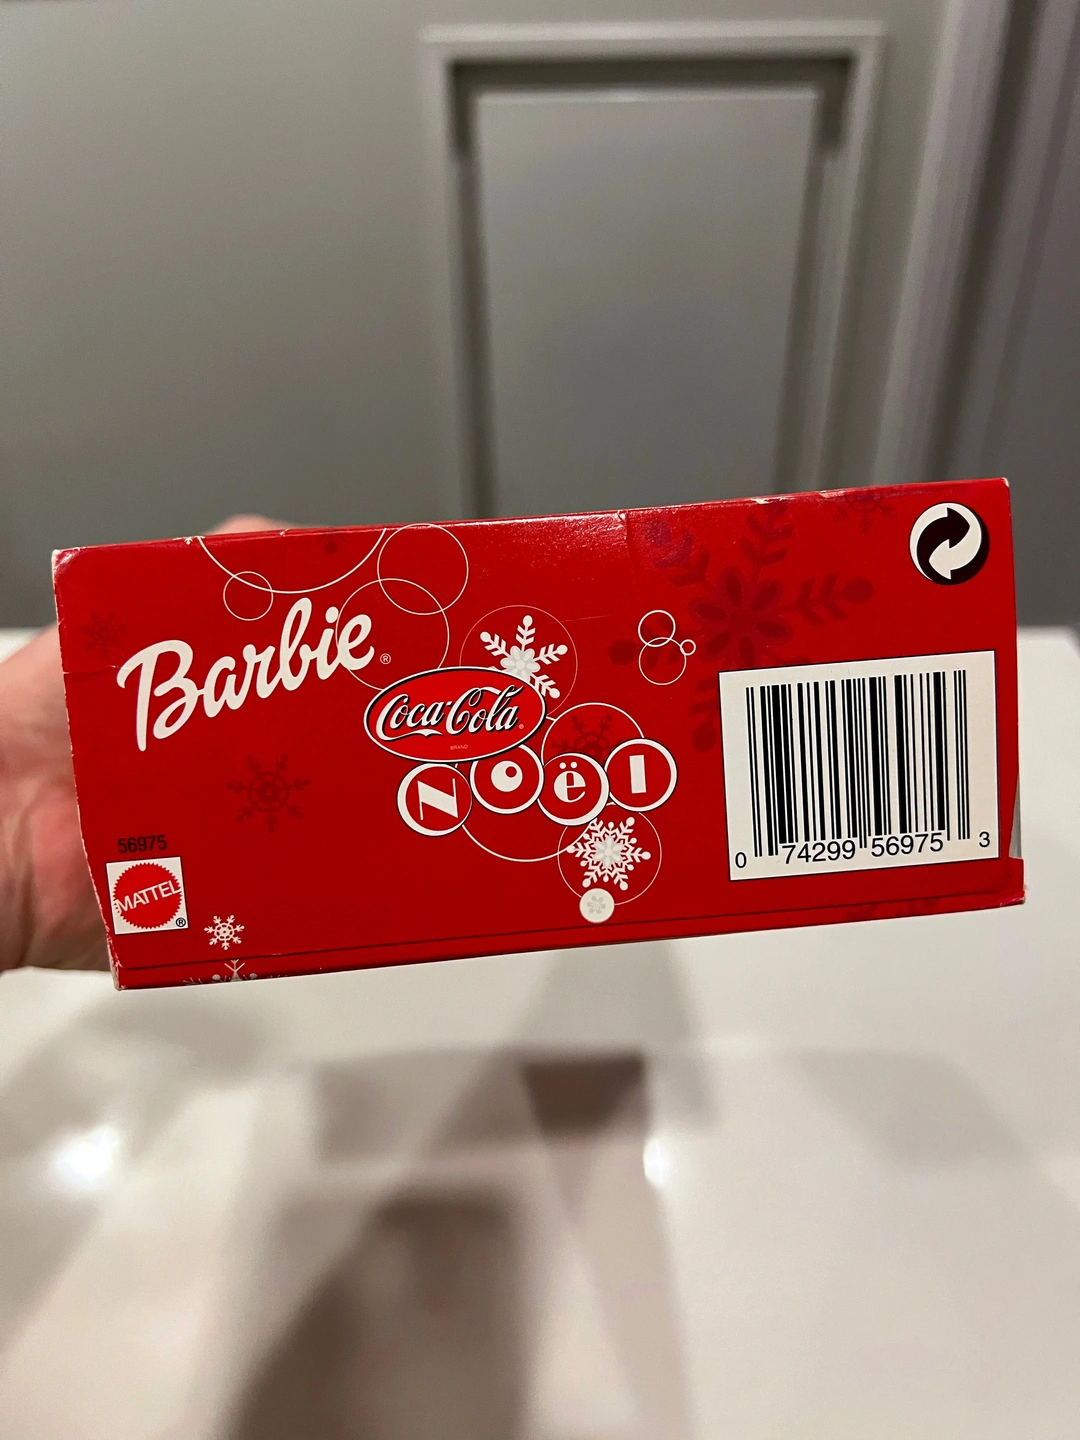 Barbie®
Coca-Cola®
BRAND
Noël
56975
MATTEL®
0 74299 56975 3